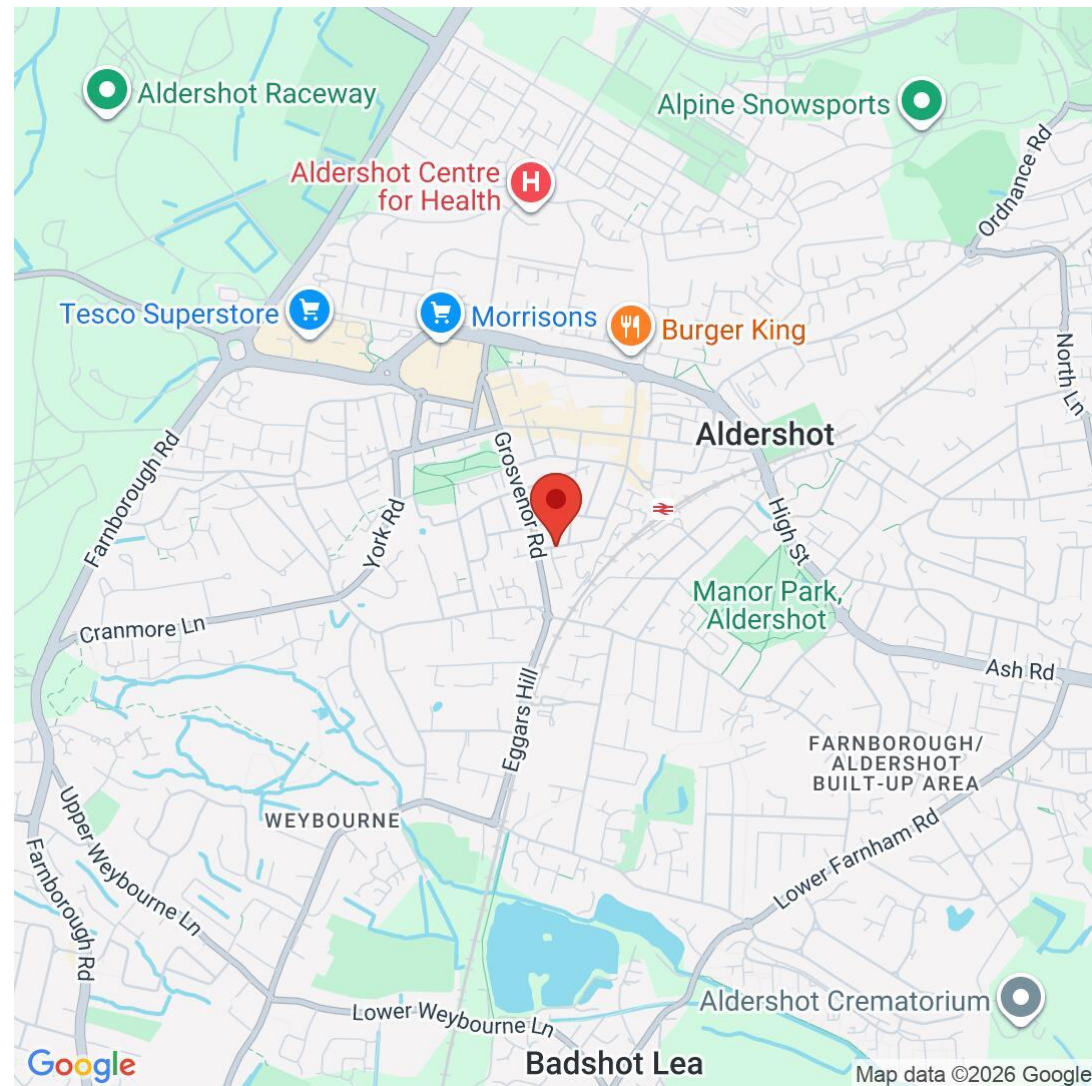 Aldershot Raceway
Alpine Snowsports
Aldershot Centre
for Health
H
Ordnance Rd
Tesco Superstore
Morrisons
Burger King
North Ln
Aldershot
Farnborough Rd
Grosvenor Rd
York Rd
High St
Manor Park,
Aldershot
Cranmore Ln
Ash Rd
Eggars Hill
FARNBOROUGH/
ALDERSHOT
BUILT-UP AREA
WEYBOURNE
Upper Weybourne Ln
Farnborough Rd
Lower Farnham Rd
Aldershot Crematorium
Lower Weybourne Ln
Badshot Lea
Google
Map data ©2026 Google